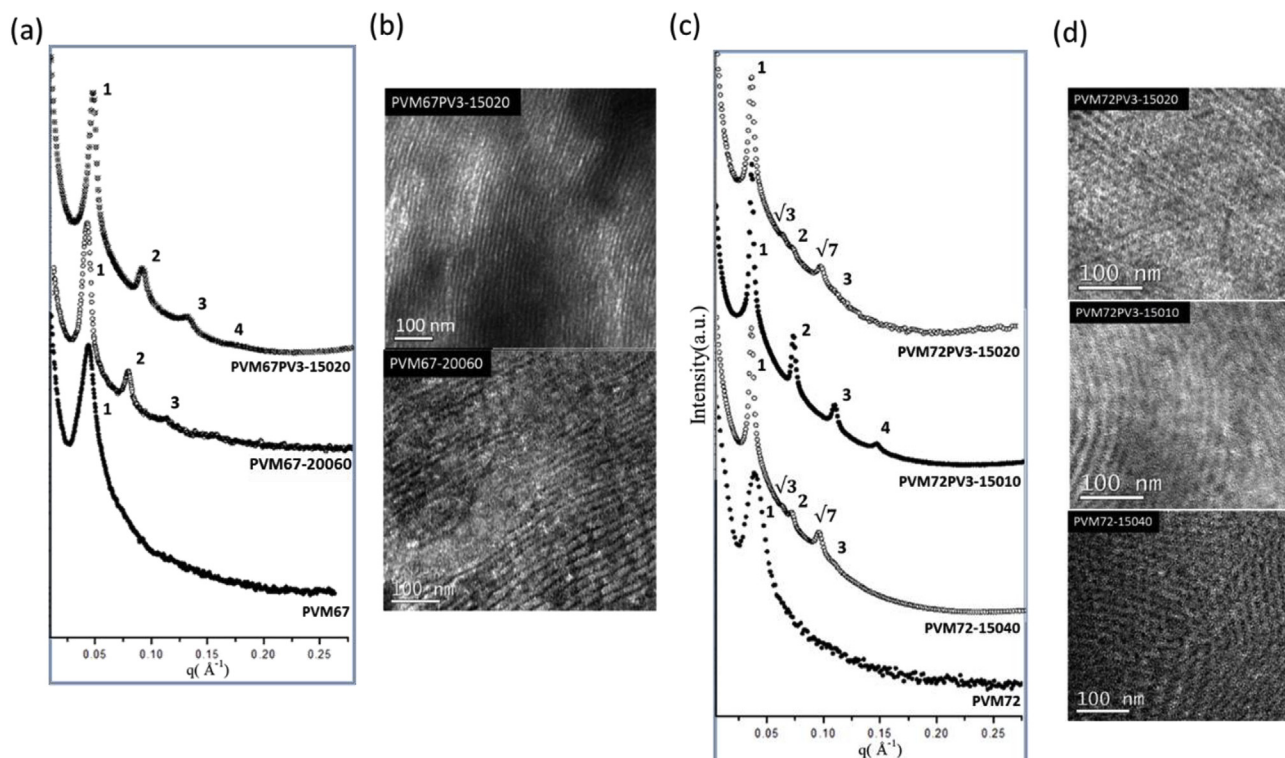 (a)
1
2
3
4
PVM67PV3-15020
1
2
3
PVM67-20060
1
PVM67
0.05 0.10 0.15 0.20 0.25
q( Å⁻¹)
(b)
PVM67PV3-15020
100 nm
PVM67-20060
100 nm
(c)
Intensity(a.u.)
1
√3
2
√7
3
PVM72PV3-15020
1
2
3
4
PVM72PV3-15010
1
√3
2
√7
3
PVM72-15040
1
PVM72
0.05 0.10 0.15 0.20 0.25
q( Å⁻¹)
(d)
PVM72PV3-15020
100 nm
PVM72PV3-15010
100 nm
PVM72-15040
100 nm